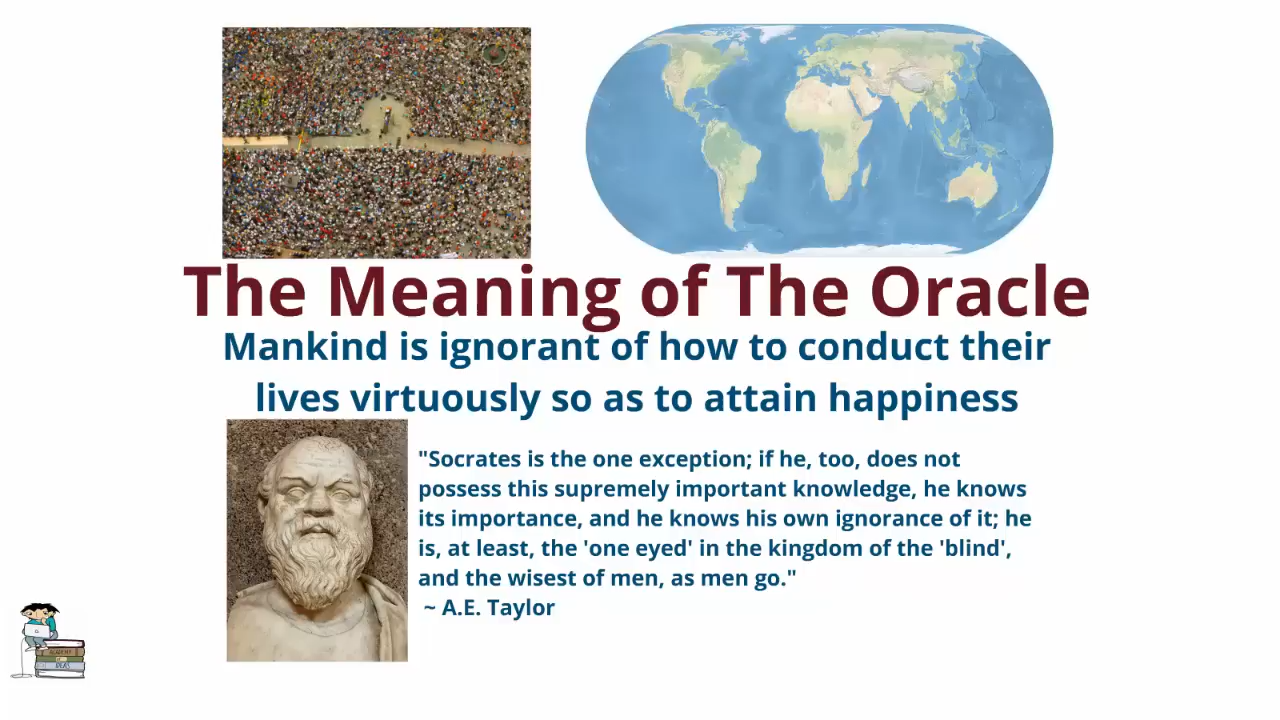 The Meaning of The Oracle
Mankind is ignorant of how to conduct their
lives virtuously so as to attain happiness
"Socrates is the one exception; if he, too, does not
possess this supremely important knowledge, he knows
its importance, and he knows his own ignorance of it; he
is, at least, the 'one eyed' in the kingdom of the 'blind',
and the wisest of men, as men go."
~ A.E. Taylor
ACADEMY
OF
IDEAS